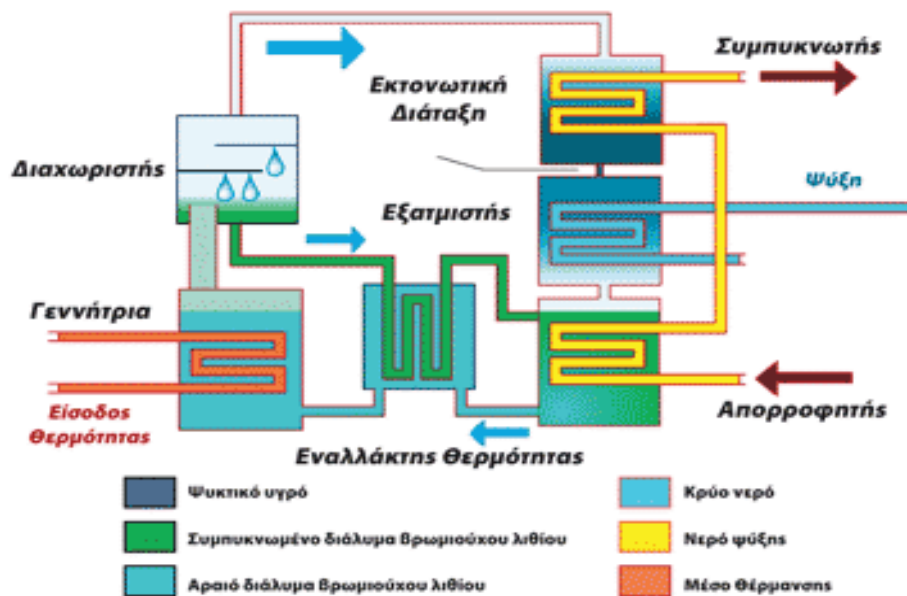 Συμπυκνωτής
Εκτονωτική
Διάταξη
Διαχωριστής
Ψύξη
Εξατμιστής
Γεννήτρια
Είσοδος
θερμότητας
Απορροφητής
Εναλλάκτης θερμότητας
Ψυκτικό υγρό
Κρύο νερό
Συμπυκνωμένο διάλυμα βρωμιούχου λιθίου
Νερό ψύξης
Αραιό διάλυμα βρωμιούχου λιθίου
Μέσο θέρμανσης